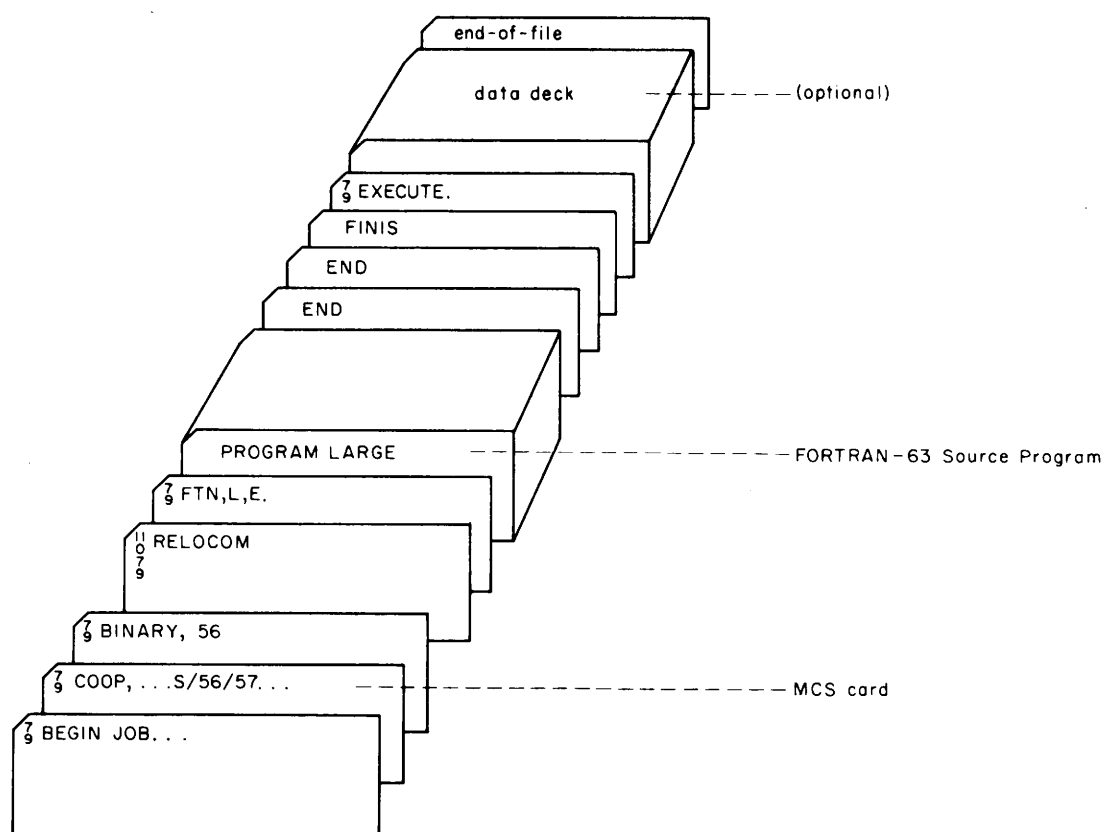 end-of-file
data deck
(optional)
7
9 EXECUTE.
FINIS
END
END
PROGRAM LARGE
FORTRAN-63 Source Program
7
9 FTN,L,E.
11
0 RELOCOM
7
9
7
9 BINARY, 56
7
9 COOP, ...S/56/57...
MCS card
7
9 BEGIN JOB...